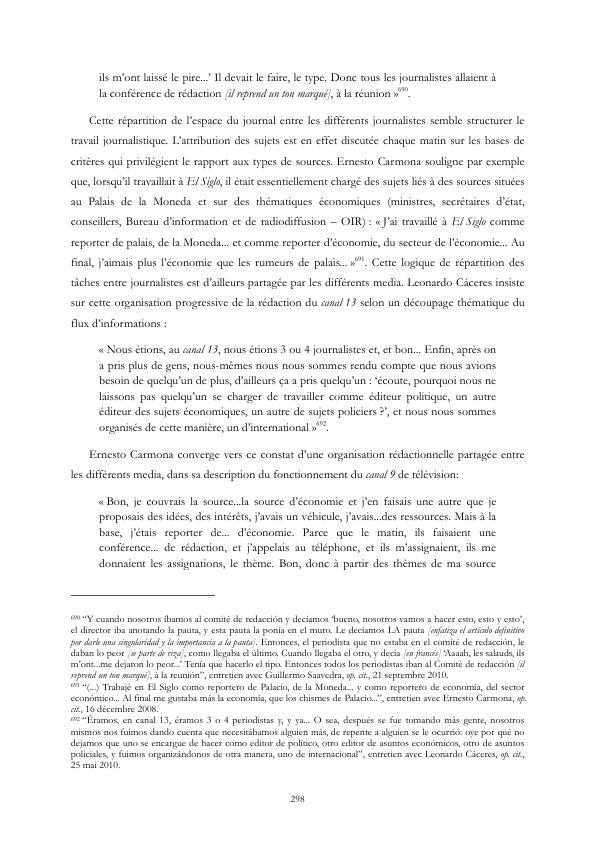 ils m'ont laissé le pire...' Il devait le faire, le type. Donc tous les journalistes allaient à
la conférence de rédaction [il reprend un ton marqué], à la réunion »690.
Cette répartition de l'espace du journal entre les différents journalistes semble structurer le
travail journalistique. L'attribution des sujets est en effet discutée chaque matin sur les bases de
critères qui privilégient le rapport aux types de sources. Ernesto Carmona souligne par exemple
que, lorsqu'il travaillait à El Siglo, il était essentiellement chargé des sujets liés à des sources situées
au Palais de la Moneda et sur des thématiques économiques (ministres, secrétaires d'état,
conseillers, Bureau d'information et de radiodiffusion – OIR) : « J'ai travaillé à El Siglo comme
reporter de palais, de la Moneda... et comme reporter d'économie, du secteur de l'économie... Au
final, j'aimais plus l'économie que les rumeurs de palais... »691. Cette logique de répartition des
tâches entre journalistes est d'ailleurs partagée par les différents media. Leonardo Cáceres insiste
sur cette organisation progressive de la rédaction du canal 13 selon un découpage thématique du
flux d'informations :
« Nous étions, au canal 13, nous étions 3 ou 4 journalistes et, et bon... Enfin, après on
a pris plus de gens, nous-mêmes nous nous sommes rendu compte que nous avions
besoin de quelqu'un de plus, d'ailleurs ça a pris quelqu'un : 'écoute, pourquoi nous ne
laissons pas quelqu'un se charger de travailler comme éditeur politique, un autre
éditeur des sujets économiques, un autre de sujets policiers ?', et nous nous sommes
organisés de cette manière, un d'international »692.
Ernesto Carmona converge vers ce constat d'une organisation rédactionnelle partagée entre
les différents media, dans sa description du fonctionnement du canal 9 de télévision:
« Bon, je couvrais la source...la source d'économie et j'en faisais une autre que je
proposais des idées, des intérêts, j'avais un véhicule, j'avais...des ressources. Mais à la
base, j'étais reporter de... d'économie. Parce que le matin, ils faisaient une
conférence... de rédaction, et j'appelais au téléphone, et ils m'assignaient, ils me
donnaient les assignations, le thème. Bon, donc à partir des thèmes de ma source
690 "Y cuando nosotros íbamos al comité de redacción y decíamos 'bueno, nosotros vamos a hacer esto, esto y esto',
el director iba anotando la pauta, y esta pauta la ponía en el muro. Le decíamos LA pauta [enfatiza el artículo definitivo
por darle una singularidad y la importancia a la pauta]. Entonces, el periodista que no estaba en el comité de redacción, le
daban lo peor [se parte de riza], como llegaba el último. Cuando llegaba el otro, y decía [en francés] 'Aaaah, les salauds, ils
m'ont...me dejaron lo peor...' Tenía que hacerlo el tipo. Entonces todos los periodistas iban al Comité de redacción [il
reprend un ton marqué], à la reunión", entretien avec Guillermo Saavedra, op. cit., 21 septembre 2010.
691 "(...) Trabajé en El Siglo como reportero de Palacio, de la Moneda... y como reportero de economía, del sector
económico... Al final me gustaba más la economía, que los chismes de Palacio...", entretien avec Ernesto Carmona, op.
cit., 16 décembre 2008.
692 "Éramos, en canal 13, éramos 3 o 4 periodistas y, y ya... O sea, después se fue tomando más gente, nosotros
mismos nos fuimos dando cuenta que necesitábamos alguien más, de repente a alguien se le ocurrió: oye por qué no
dejamos que uno se encargue de hacer como editor de político, otro editor de asuntos económicos, otro de asuntos
policiales, y fuimos organizándonos de otra manera, uno de internacional", entretien avec Leonardo Cáceres, op. cit.,
25 mai 2010.
298